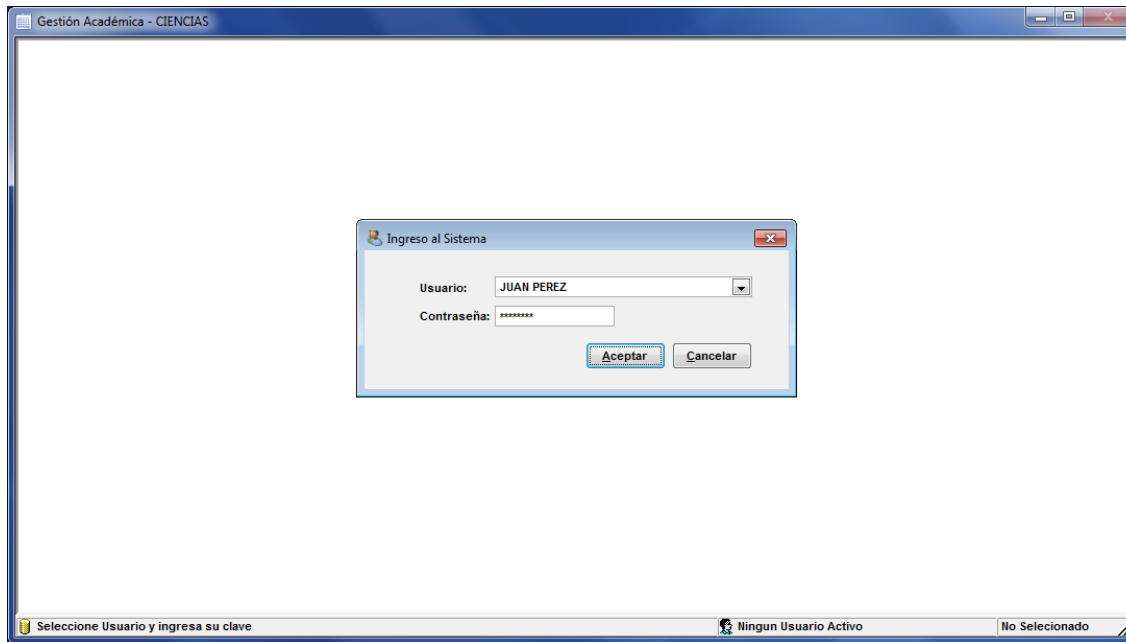 Gestión Académica - CIENCIAS
Ingreso al Sistema
Usuario: JUAN PEREZ
Contraseña: ********
Aceptar Cancelar
Seleccione Usuario y ingresa su clave Ningun Usuario Activo No Selecionado